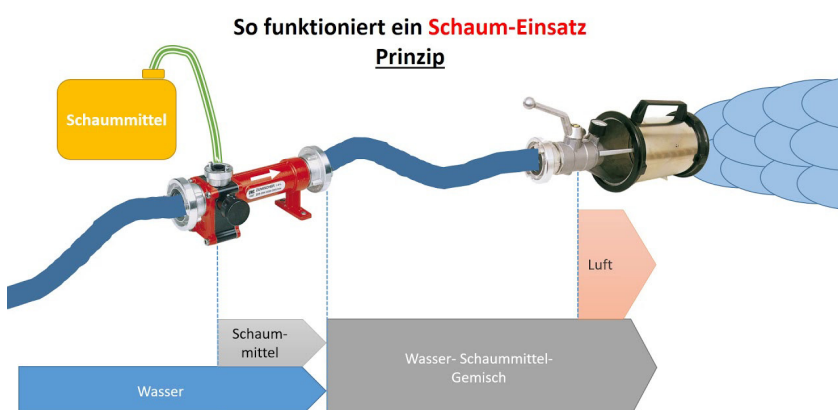 So funktioniert ein Schaum-Einsatz
Prinzip
Schaummittel
Luft
Schaum-
mittel
Wasser- Schaummittel-
Gemisch
Wasser